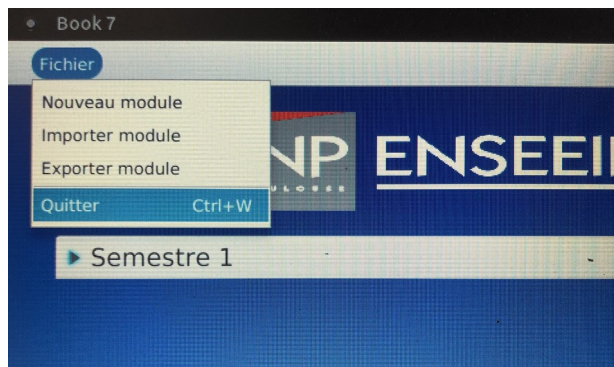 Book 7
Fichier
Nouveau module
Importer module
Exporter module
Quitter Ctrl+W
NP ENSEEI
Semestre 1